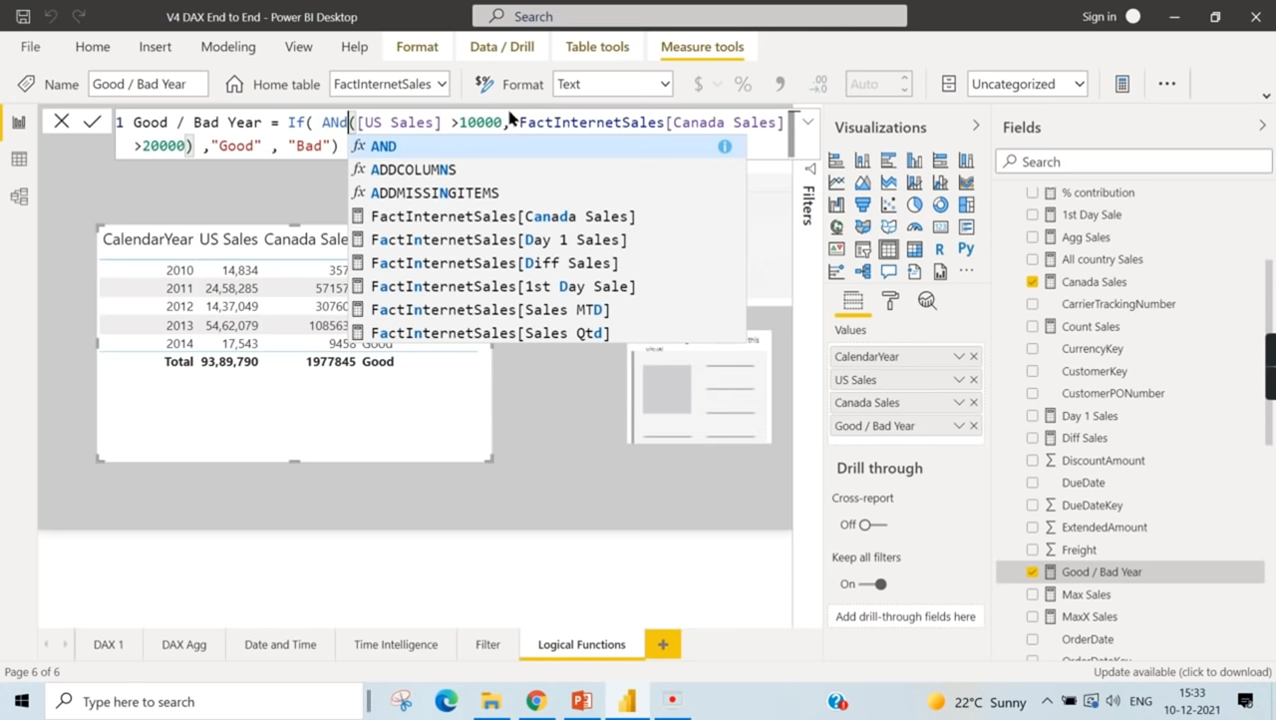 V4 DAX End to End - Power BI Desktop
Search
Sign in
File Home Insert Modeling View Help Format Data / Drill Table tools Measure tools
Name Good / Bad Year Home table FactInternetSales Format Text $ % Auto Uncategorized
1 Good / Bad Year = If( ANd([US Sales] >10000, FactInternetSales[Canada Sales]
>20000) ,"Good" , "Bad")
AND
ADDCOLUMNS
ADDMISSINGITEMS
FactInternetSales[Canada Sales]
FactInternetSales[Day 1 Sales]
FactInternetSales[Diff Sales]
FactInternetSales[1st Day Sale]
FactInternetSales[Sales MTD]
FactInternetSales[Sales Qtd]
CalendarYear US Sales Canada Sale
2010 14,834 357
2011 24,58,285 57157
2012 14,37,049 30760
2013 54,62,079 108563
2014 17,543 9458 Good
Total 93,89,790 1977845 Good
Filters
Visualizations
R Py
Values
CalendarYear
US Sales
Canada Sales
Good / Bad Year
Drill through
Cross-report
Off
Keep all filters
On
Add drill-through fields here
Fields
Search
% contribution
1st Day Sale
Agg Sales
All country Sales
Canada Sales
CarrierTrackingNumber
Count Sales
CurrencyKey
CustomerKey
CustomerPONumber
Day 1 Sales
Diff Sales
DiscountAmount
DueDate
DueDateKey
ExtendedAmount
Freight
Good / Bad Year
Max Sales
MaxX Sales
OrderDate
DAX 1 DAX Agg Date and Time Time Intelligence Filter Logical Functions
Page 6 of 6
Update available (click to download)
Type here to search
22°C Sunny
ENG
15:33
10-12-2021